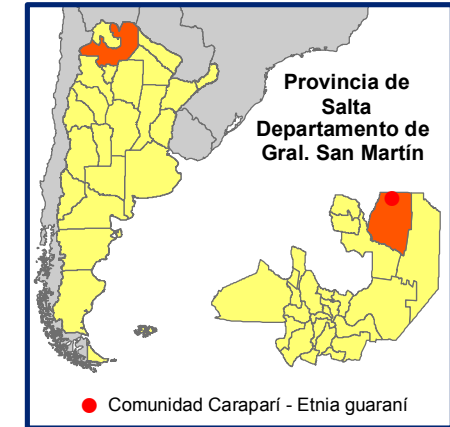 Provincia de
Salta
Departamento de
Gral. San Martín
Comunidad Caraparí - Etnia guaraní